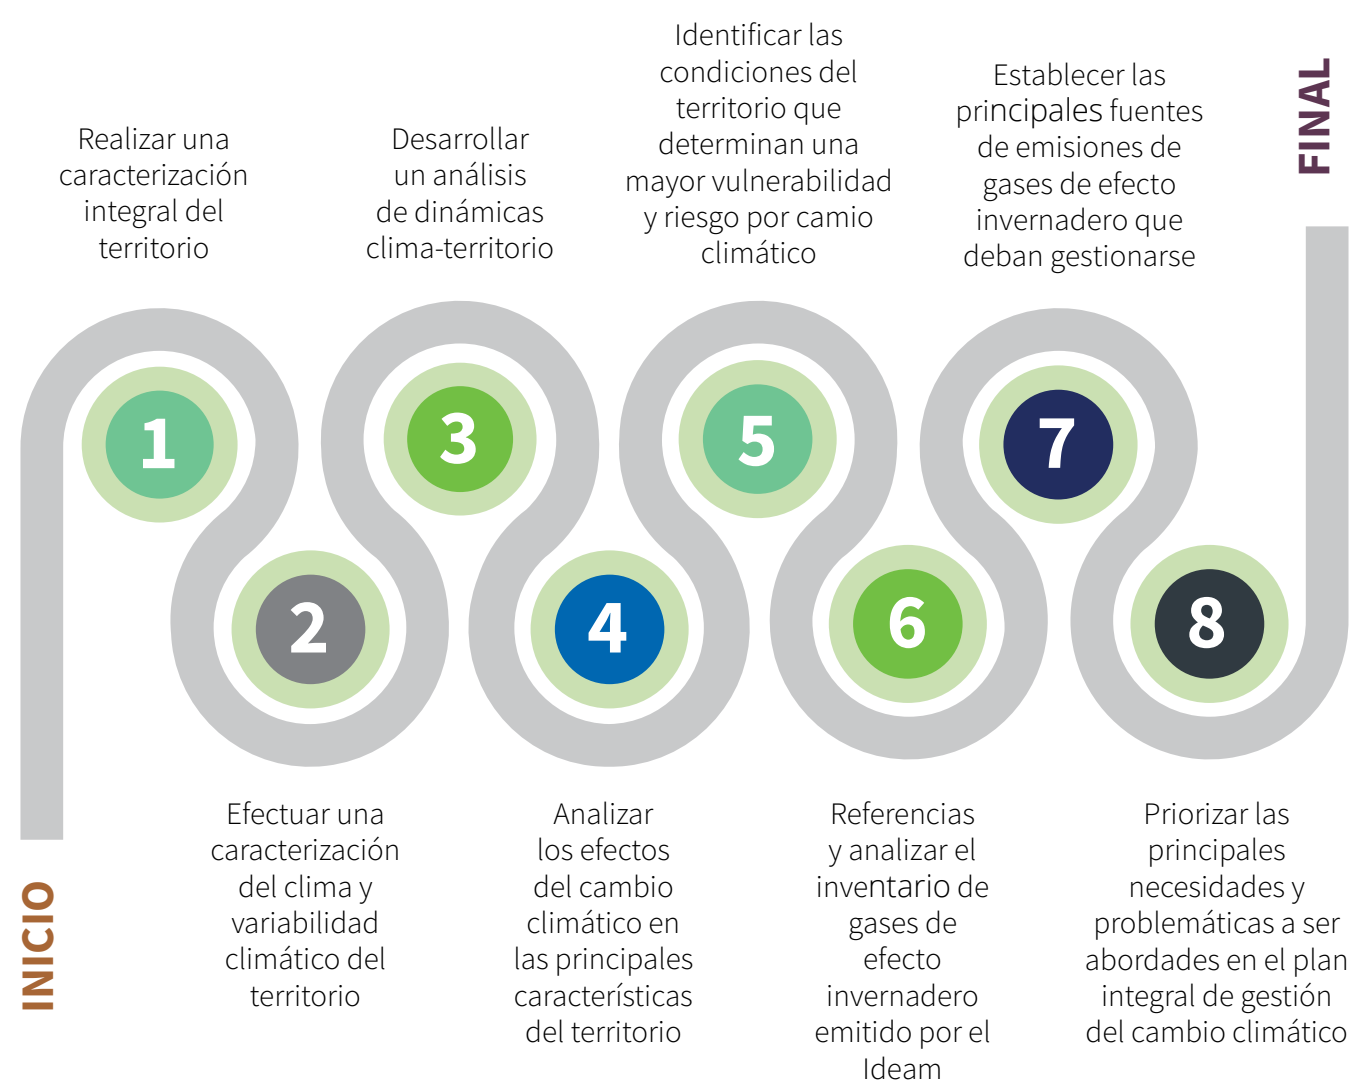 INICIO
1
Realizar una
caracterización
integral del
territorio
2
Efectuar una
caracterización
del clima y
variabilidad
climático del
territorio
3
Desarrollar
un análisis
de dinámicas
clima-territorio
4
Analizar
los efectos
del cambio
climático en
las principales
características
del territorio
5
Identificar las
condiciones del
territorio que
determinan una
mayor vulnerabilidad
y riesgo por camio
climático
6
Referencias
y analizar el
inventario de
gases de
efecto
invernadero
emitido por el
Ideam
7
Establecer las
principales fuentes
de emisiones de
gases de efecto
invernadero que
deban gestionarse
8
Priorizar las
principales
necesidades y
problemáticas a ser
abordades en el plan
integral de gestión
del cambio climático
FINAL